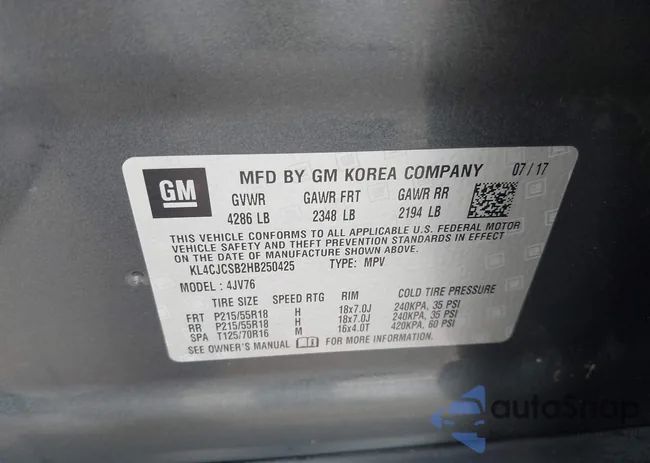 GM
MFD BY GM KOREA COMPANY 07/17
GVWR GAWR FRT GAWR RR
4286 LB 2348 LB 2194 LB
THIS VEHICLE CONFORMS TO ALL APPLICABLE U.S. FEDERAL MOTOR
VEHICLE SAFETY AND THEFT PREVENTION STANDARDS IN EFFECT
ON THE DATE OF MANUFACTURE SHOWN ABOVE.
KL4CJCSB2HB250425 TYPE: MPV
MODEL: 4JV76
TIRE SIZE SPEED RTG RIM COLD TIRE PRESSURE
FRT P215/55R18 H 18x7.0J 240KPA, 35 PSI
RR P215/55R18 H 18x7.0J 240KPA, 35 PSI
SPA T125/70R16 M 16x4.0T 420KPA, 60 PSI
SEE OWNER'S MANUAL FOR MORE INFORMATION
autoSnap